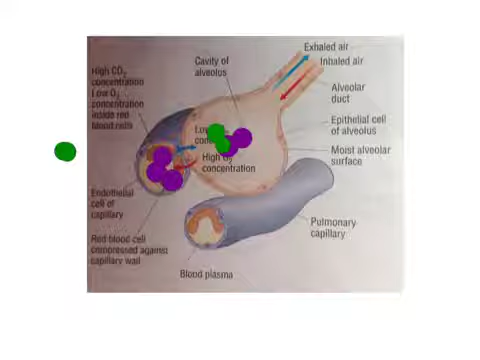 Exhaled air
Inhaled air
Cavity of
alveolus
High CO2
concentration
Low O2
concentration
inside red
blood cells
Alveolar
duct
Epithelial cell
of alveolus
Low
conc
High O2
concentration
Moist alveolar
surface
Endothelial
cell of
capillary
Pulmonary
capillary
Red blood cell
compressed against
capillary wall
Blood plasma